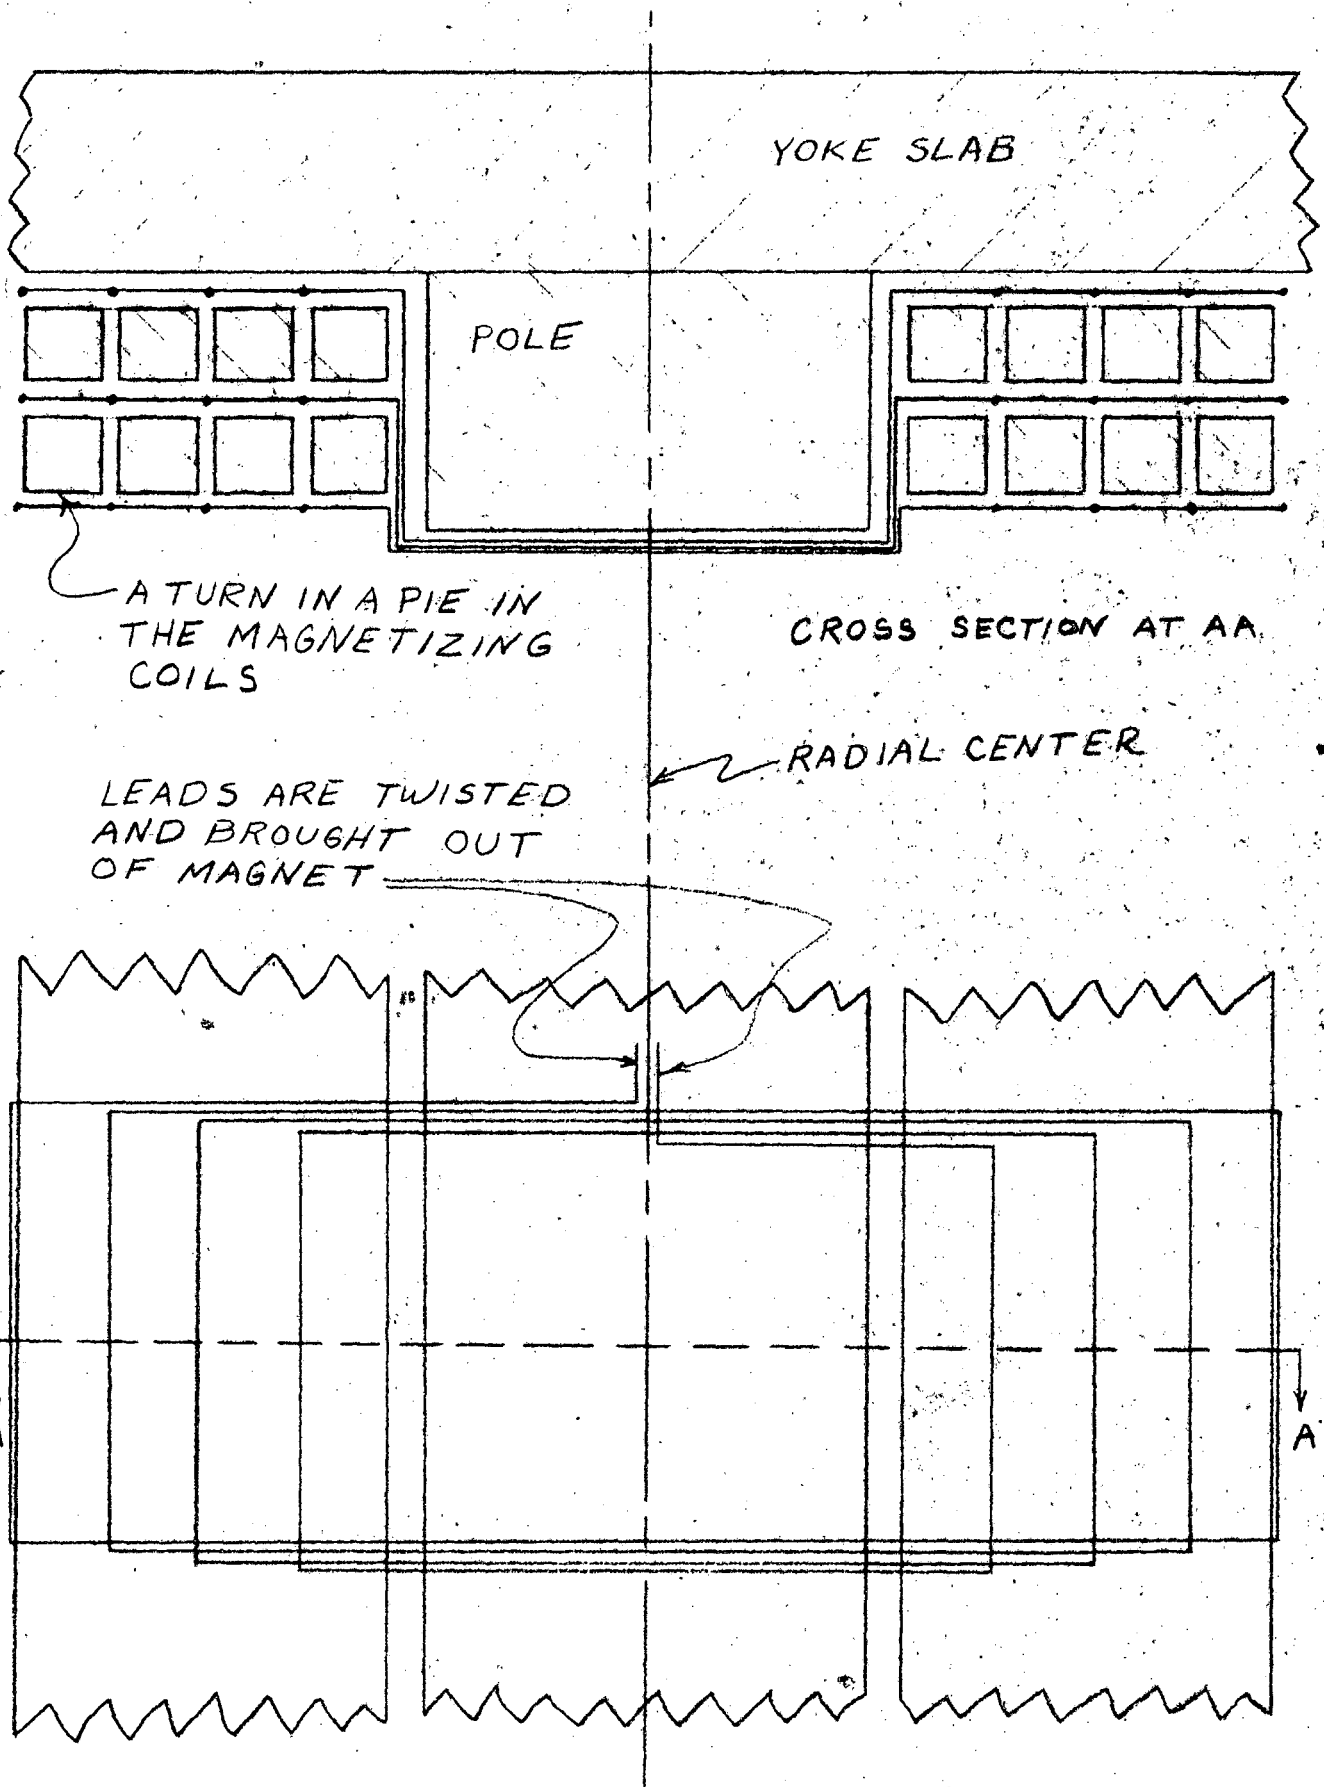 YOKE SLAB
POLE
A TURN IN A PIE IN
THE MAGNETIZING
COILS
CROSS SECTION AT AA
RADIAL CENTER
LEADS ARE TWISTED
AND BROUGHT OUT
OF MAGNET
A